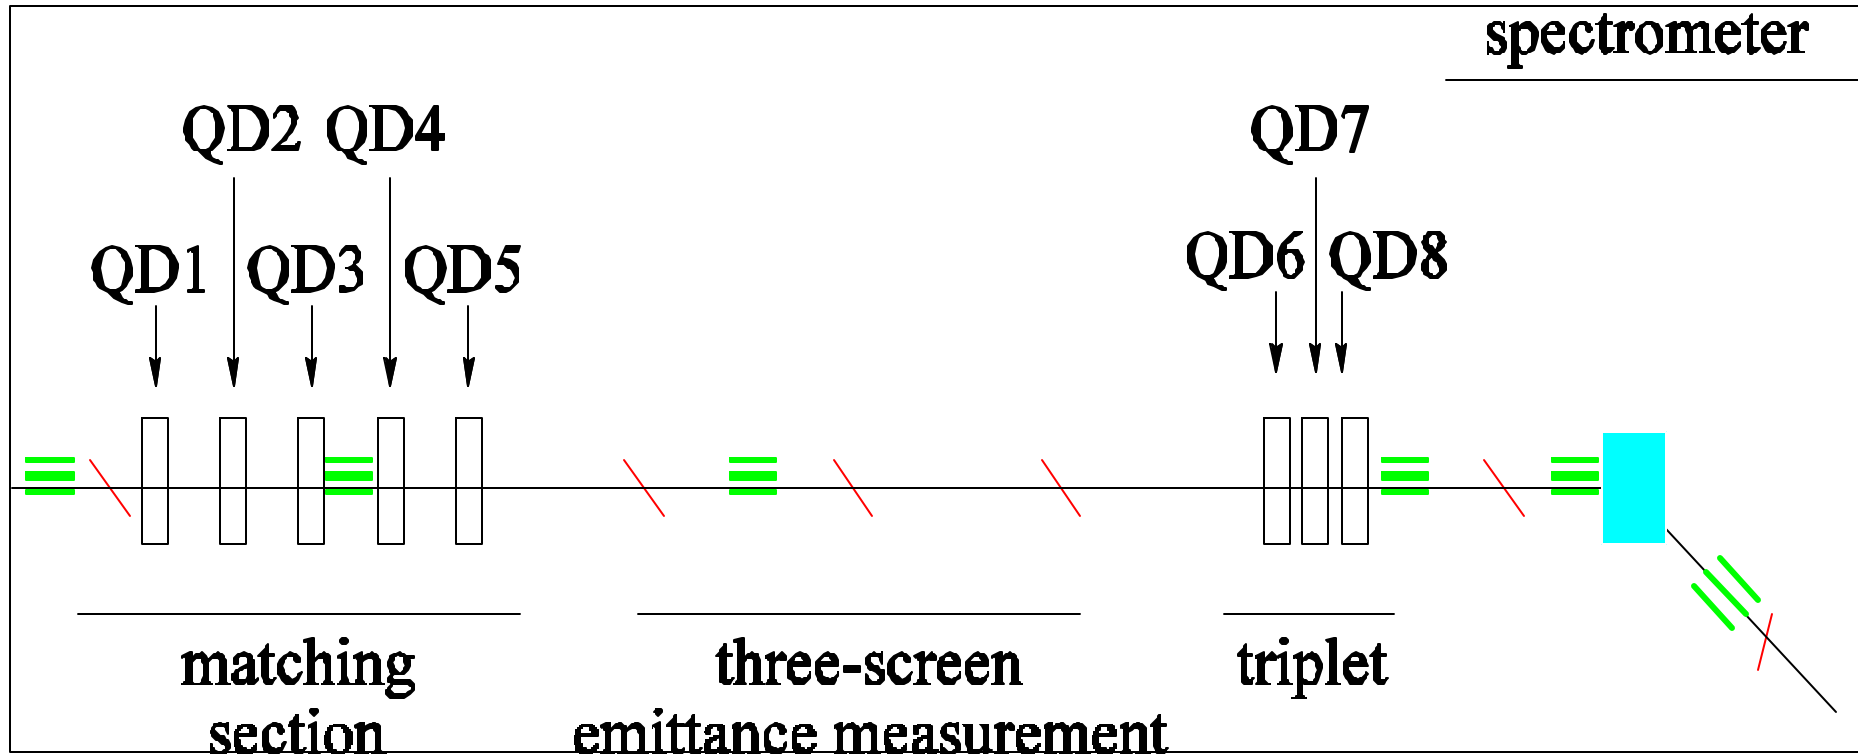 spectrometer
QD2 QD4 QD7
QD1 QD3 QD5 QD6 QD8
matching
section
three-screen
emittance measurement
triplet